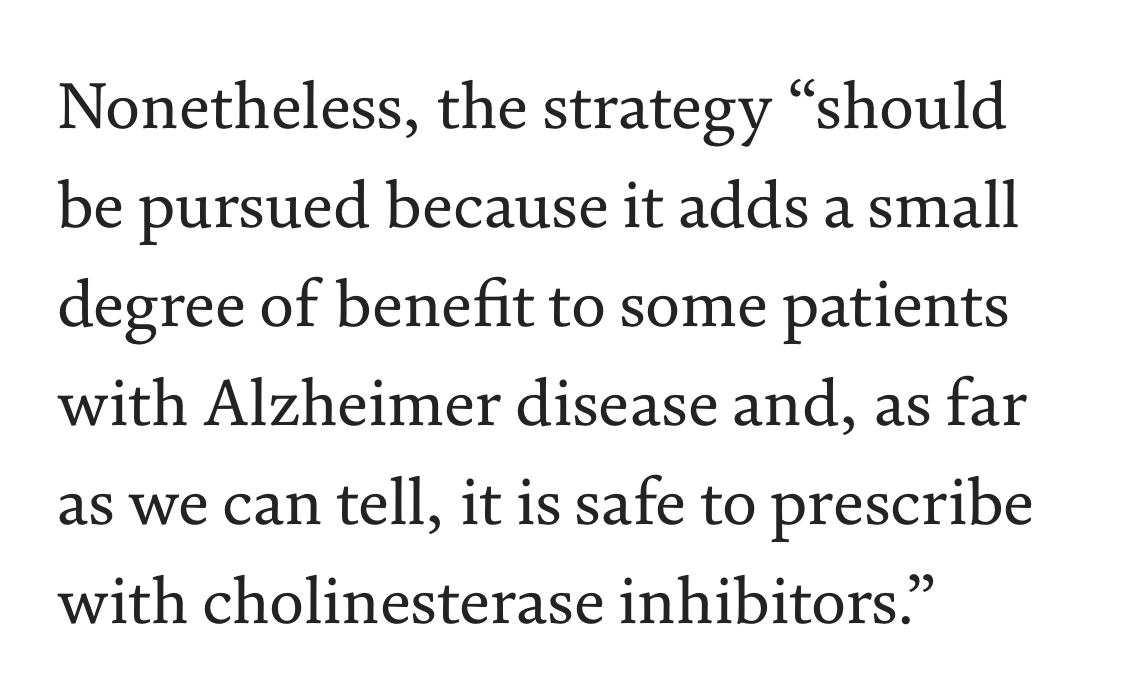 Nonetheless, the strategy “should
be pursued because it adds a small
degree of benefit to some patients
with Alzheimer disease and, as far
as we can tell, it is safe to prescribe
with cholinesterase inhibitors.”